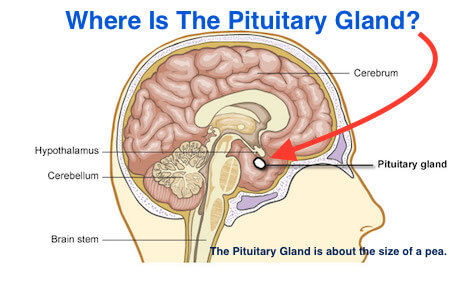 Where Is The Pituitary Gland?
Cerebrum
Hypothalamus
Pituitary gland
Cerebellum
Brain stem
The Pituitary Gland is about the size of a pea.